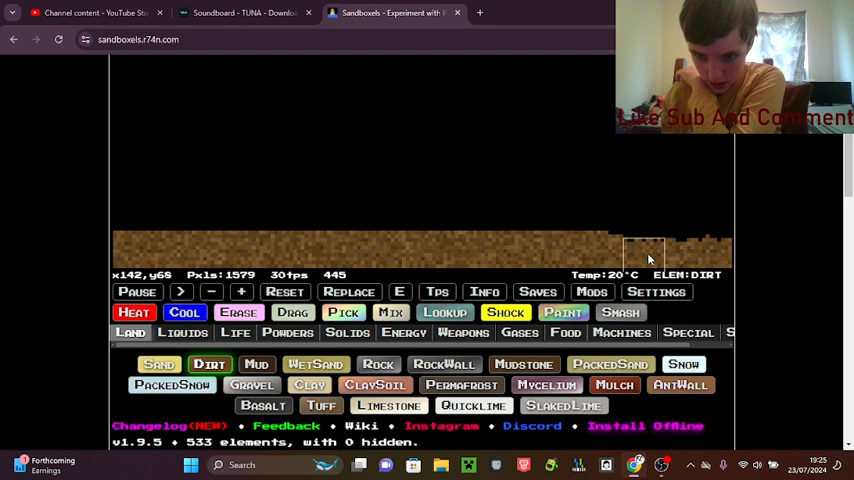 Channel content - YouTube Stu
Soundboard - TUNA - Downlo
Sandboxels - Experiment with P
sandboxels.r74n.com
Like Sub And Comment
x142,y68 Pxls:1579 30tps 445 Temp:20°C ELEM:DIRT
PAUSE > - + RESET REPLACE E TPS INFO SAVES MODS SETTINGS
HEAT COOL ERASE DRAG PICK MIX LOOKUP SHOCK PAINT SMASH
LAND LIQUIDS LIFE POWDERS SOLIDS ENERGY WEAPONS GASES FOOD MACHINES SPECIAL S
SAND DIRT MUD WETSAND ROCK ROCKWALL MUDSTONE PACKEDSAND SNOW
PACKEDSNOW GRAVEL CLAY CLAYSOIL PERMAFROST MYCELIUM MULCH ANTWALL
BASALT TUFF LIMESTONE QUICKLIME SLAKEDLIME
Changelog(NEW) • Feedback • Wiki • Instagram • Discord • Install Offline
v1.9.5 • 533 elements, with 0 hidden.
Forthcoming
Earnings
Search
19:25
23/07/2024